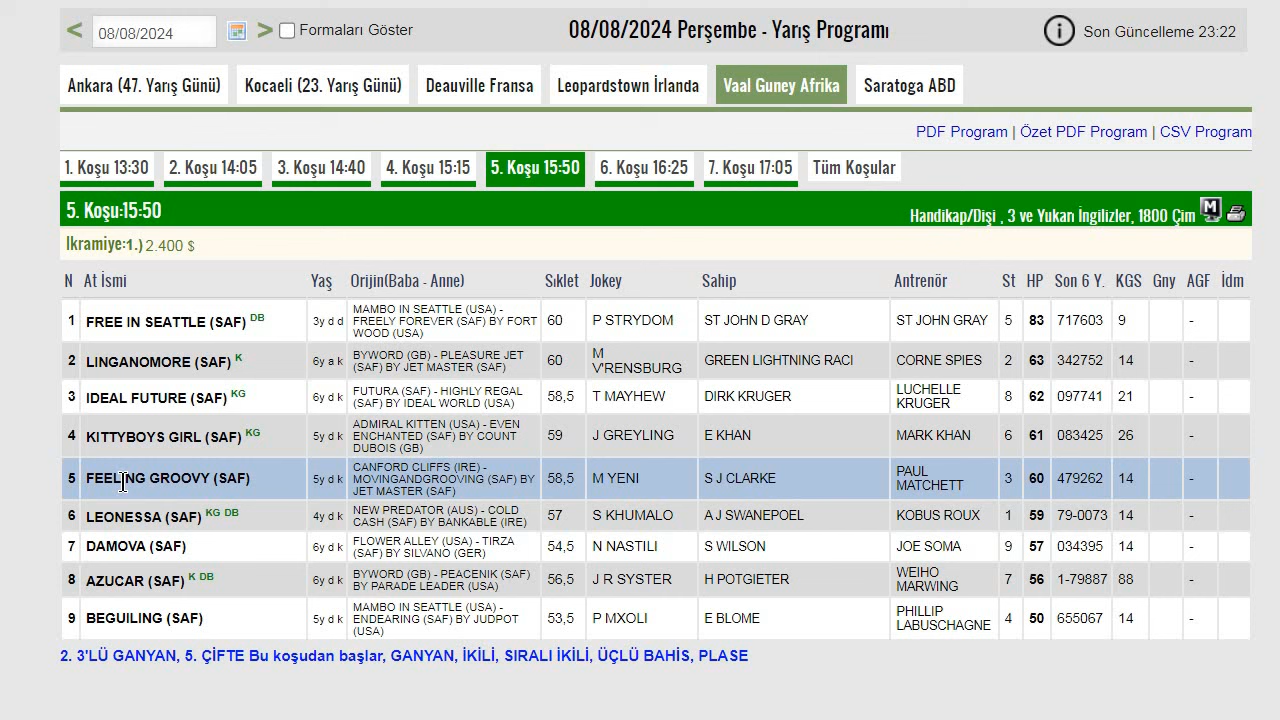 < 08/08/2024 > Formaları Göster 08/08/2024 Perşembe - Yarış Programı Son Güncelleme 23:22
Ankara (47. Yarış Günü) Kocaeli (23. Yarış Günü) Deauville Fransa Leopardstown İrlanda Vaal Guney Afrika Saratoga ABD
PDF Program | Özet PDF Program | CSV Program
1. Koşu 13:30 2. Koşu 14:05 3. Koşu 14:40 4. Koşu 15:15 5. Koşu 15:50 6. Koşu 16:25 7. Koşu 17:05 Tüm Koşular
5. Koşu:15:50 Handikap/Dişi , 3 ve Yukarı İngilizler, 1800 Çim M
Ikramiye:1.) 2.400 $
N At İsmi Yaş Orijin(Baba - Anne) Sıklet Jokey Sahip Antrenör St HP Son 6 Y. KGS Gny AGF İdm
1 FREE IN SEATTLE (SAF) DB 3y d d MAMBO IN SEATTLE (USA) - FREELY FOREVER (SAF) BY FORT WOOD (USA) 60 P STRYDOM ST JOHN D GRAY ST JOHN GRAY 5 83 717603 9 -
2 LINGANOMORE (SAF) K 6y a k BYWORD (GB) - PLEASURE JET (SAF) BY JET MASTER (SAF) 60 M V'RENSBURG GREEN LIGHTNING RACI CORNE SPIES 2 63 342752 14 -
3 IDEAL FUTURE (SAF) KG 6y d k FUTURA (SAF) - HIGHLY REGAL (SAF) BY IDEAL WORLD (USA) 58,5 T MAYHEW DIRK KRUGER LUCHELLE KRUGER 8 62 097741 21 -
4 KITTYBOYS GIRL (SAF) KG 5y d k ADMIRAL KITTEN (USA) - EVEN ENCHANTED (SAF) BY COUNT DUBOIS (GB) 59 J GREYLING E KHAN MARK KHAN 6 61 083425 26 -
5 FEELING GROOVY (SAF) 5y d k CANFORD CLIFFS (IRE) - MOVINGANDGROOVING (SAF) BY JET MASTER (SAF) 58,5 M YENI S J CLARKE PAUL MATCHETT 3 60 479262 14 -
6 LEONESSA (SAF) KG DB 4y d k NEW PREDATOR (AUS) - COLD CASH (SAF) BY BANKABLE (IRE) 57 S KHUMALO A J SWANEPOEL KOBUS ROUX 1 59 79-0073 14 -
7 DAMOVA (SAF) 6y d k FLOWER ALLEY (USA) - TIRZA (SAF) BY SILVANO (GER) 54,5 N NASTILI S WILSON JOE SOMA 9 57 034395 14 -
8 AZUCAR (SAF) K DB 6y d k BYWORD (GB) - PEACENIK (SAF) BY PARADE LEADER (USA) 56,5 J R SYSTER H POTGIETER WEIHO MARWING 7 56 1-79887 88 -
9 BEGUILING (SAF) 5y d k MAMBO IN SEATTLE (USA) - ENDEARING (SAF) BY JUDPOT (USA) 53,5 P MXOLI E BLOME PHILLIP LABUSCHAGNE 4 50 655067 14 -
2. 3'LÜ GANYAN, 5. ÇİFTE Bu koşudan başlar, GANYAN, İKİLİ, SIRALI İKİLİ, ÜÇLÜ BAHİS, PLASE